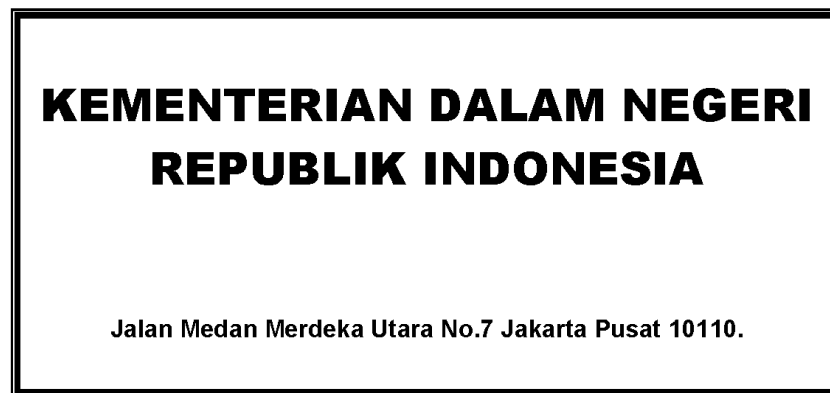 KEMENTERIAN DALAM NEGERI
REPUBLIK INDONESIA
Jalan Medan Merdeka Utara No.7 Jakarta Pusat 10110.